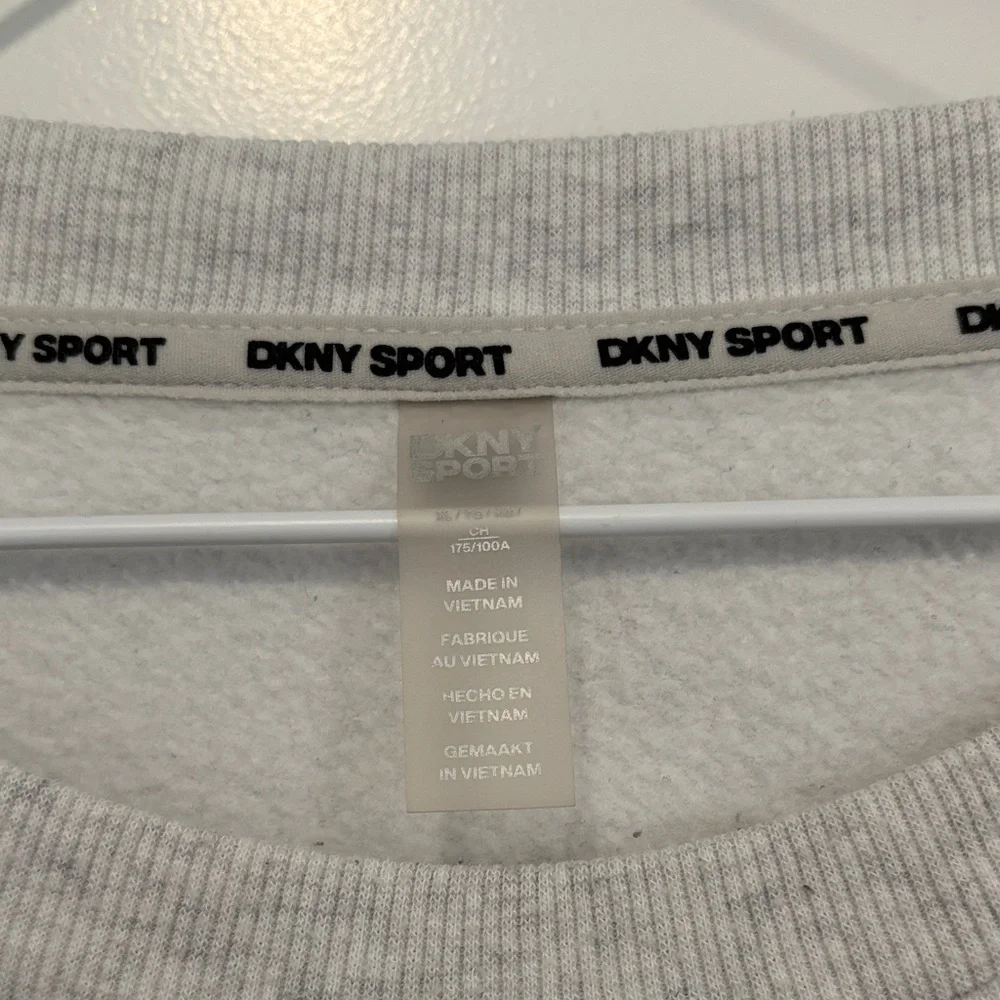 Y SPORT DKNY SPORT DKNY SPORT DK
DKNY
SPORT
CH
175/100A
MADE IN
VIETNAM
FABRIQUE
AU VIETNAM
HECHO EN
VIETNAM
GEMAAKT
IN VIETNAM